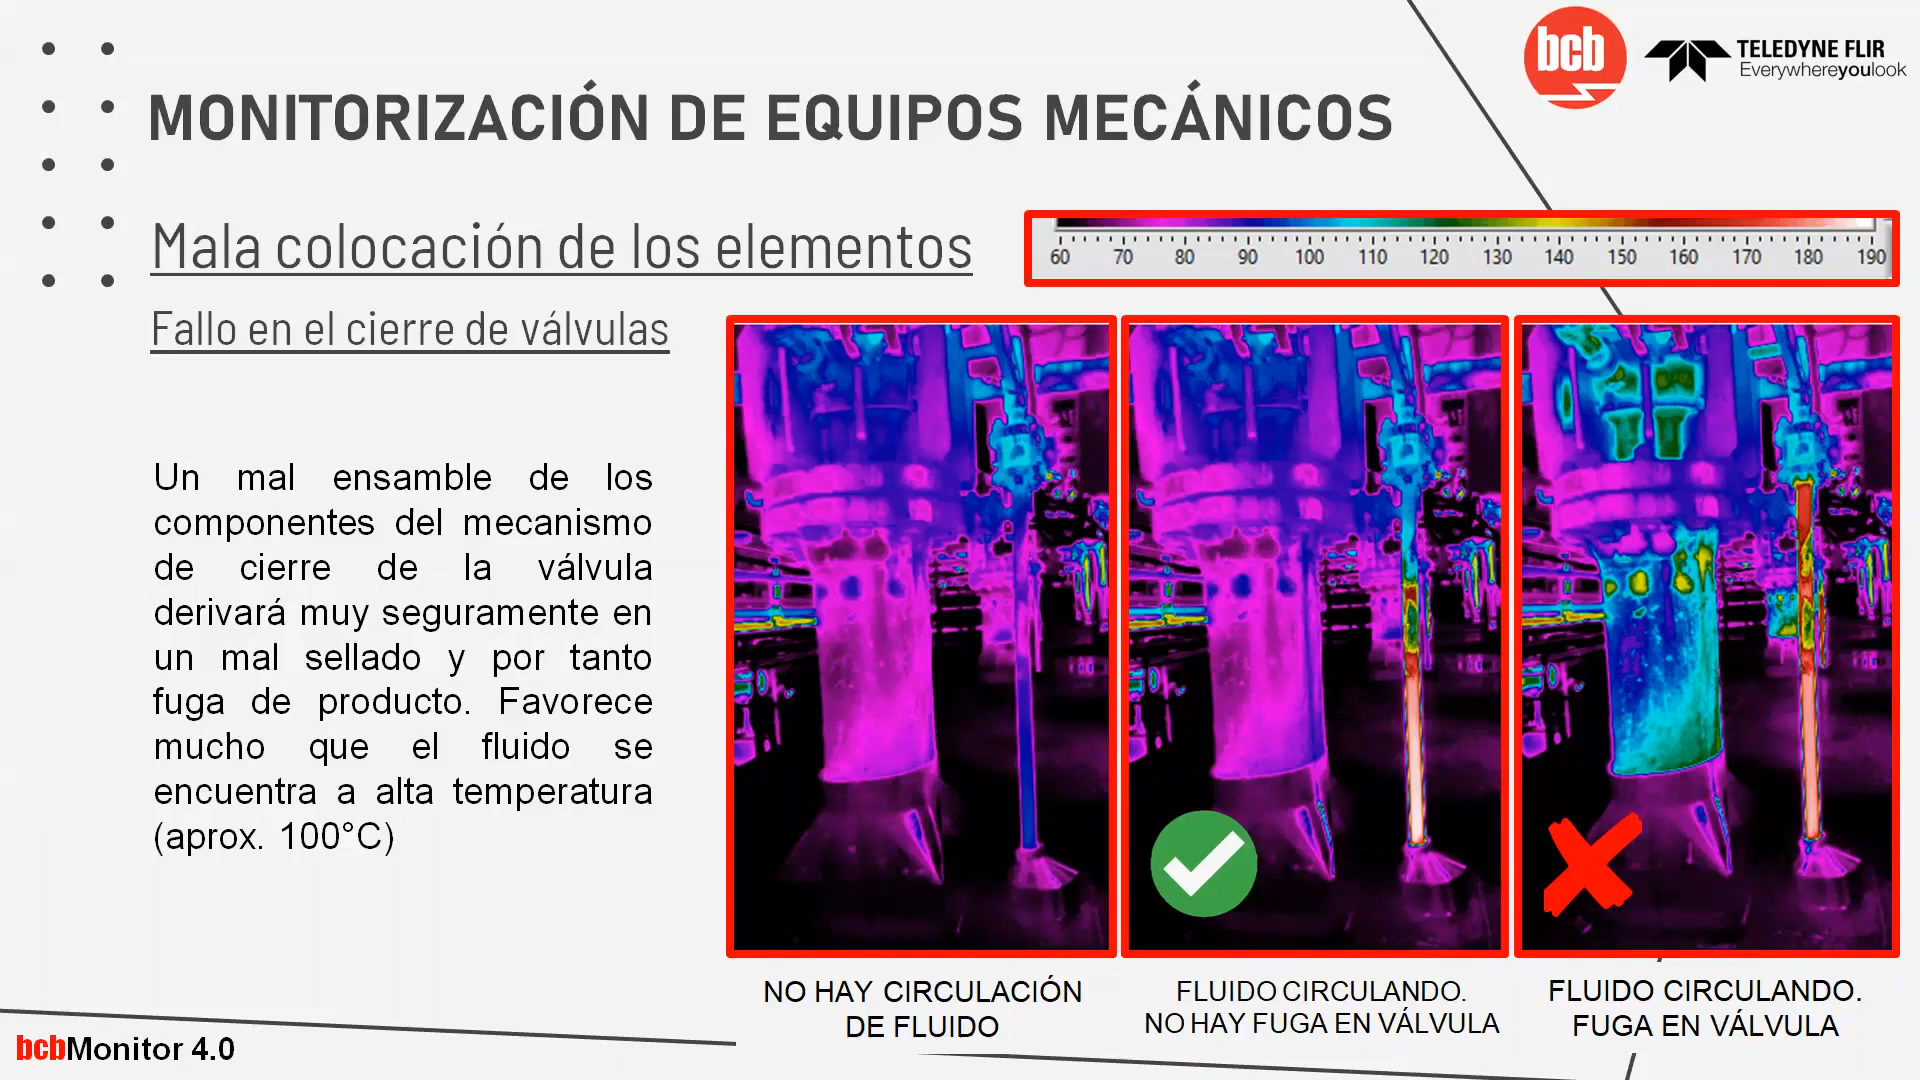 bcb
TELEDYNE FLIR
Everywhereyoulook
MONITORIZACIÓN DE EQUIPOS MECÁNICOS
Mala colocación de los elementos
60 70 80 90 100 110 120 130 140 150 160 170 180 190
Fallo en el cierre de válvulas
Un mal ensamble de los
componentes del mecanismo
de cierre de la válvula
derivará muy seguramente en
un mal sellado y por tanto
fuga de producto. Favorece
mucho que el fluido se
encuentra a alta temperatura
(aprox. 100°C)
NO HAY CIRCULACIÓN
DE FLUIDO
FLUIDO CIRCULANDO.
NO HAY FUGA EN VÁLVULA
FLUIDO CIRCULANDO.
FUGA EN VÁLVULA
bcbMonitor 4.0